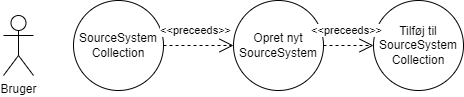 Bruger
SourceSystem
Collection
<<preceeds>>
Opret nyt
SourceSystem
<<preceeds>>
Tilføj til
SourceSystem
Collection